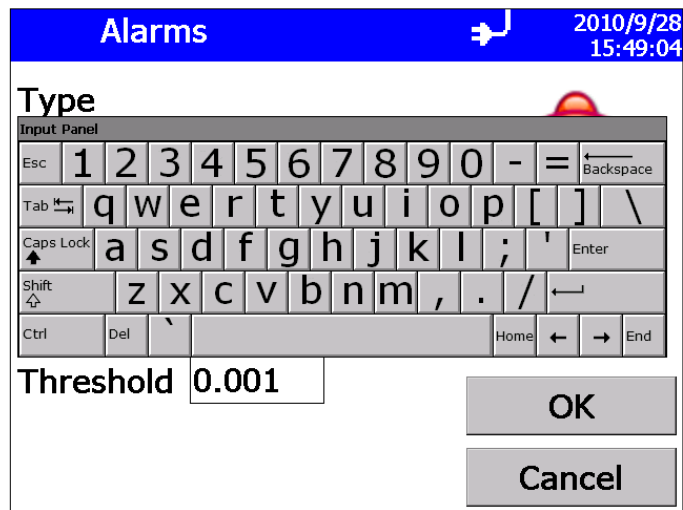 Alarms
2010/9/28
15:49:04
Type
Input Panel
Esc 1 2 3 4 5 6 7 8 9 0 - = Backspace
Tab q w e r t y u i o p [ ] \
Caps Lock a s d f g h j k l ; ' Enter
Shift z x c v b n m , . /
Ctrl Del ` Home ← → End
Threshold 0.001
OK
Cancel